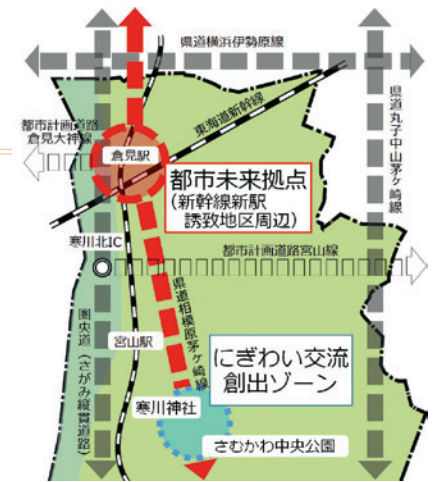 県道横浜伊勢原線
東海道新幹線
県道丸子中山茅ヶ崎線
都市計画道路
倉見大神線
倉見駅
都市未来拠点
(新幹線新駅
誘致地区周辺)
寒川北IC
都市計画道路宮山線
県道相模原茅ヶ崎線
圏央道(さがみ縦貫道路)
宮山駅
にぎわい交流
創出ゾーン
寒川神社
さむかわ中央公園